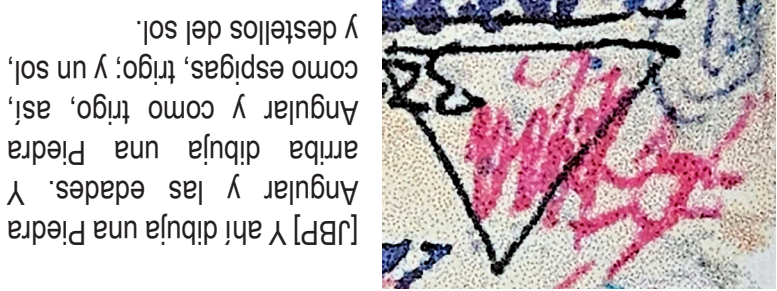 [JBP] Y ahí dibuja una Piedra
Angular y las edades. Y
arriba dibuja una Piedra
Angular y como trigo, así,
como espigas, trigo; y un sol,
y destellos del sol.